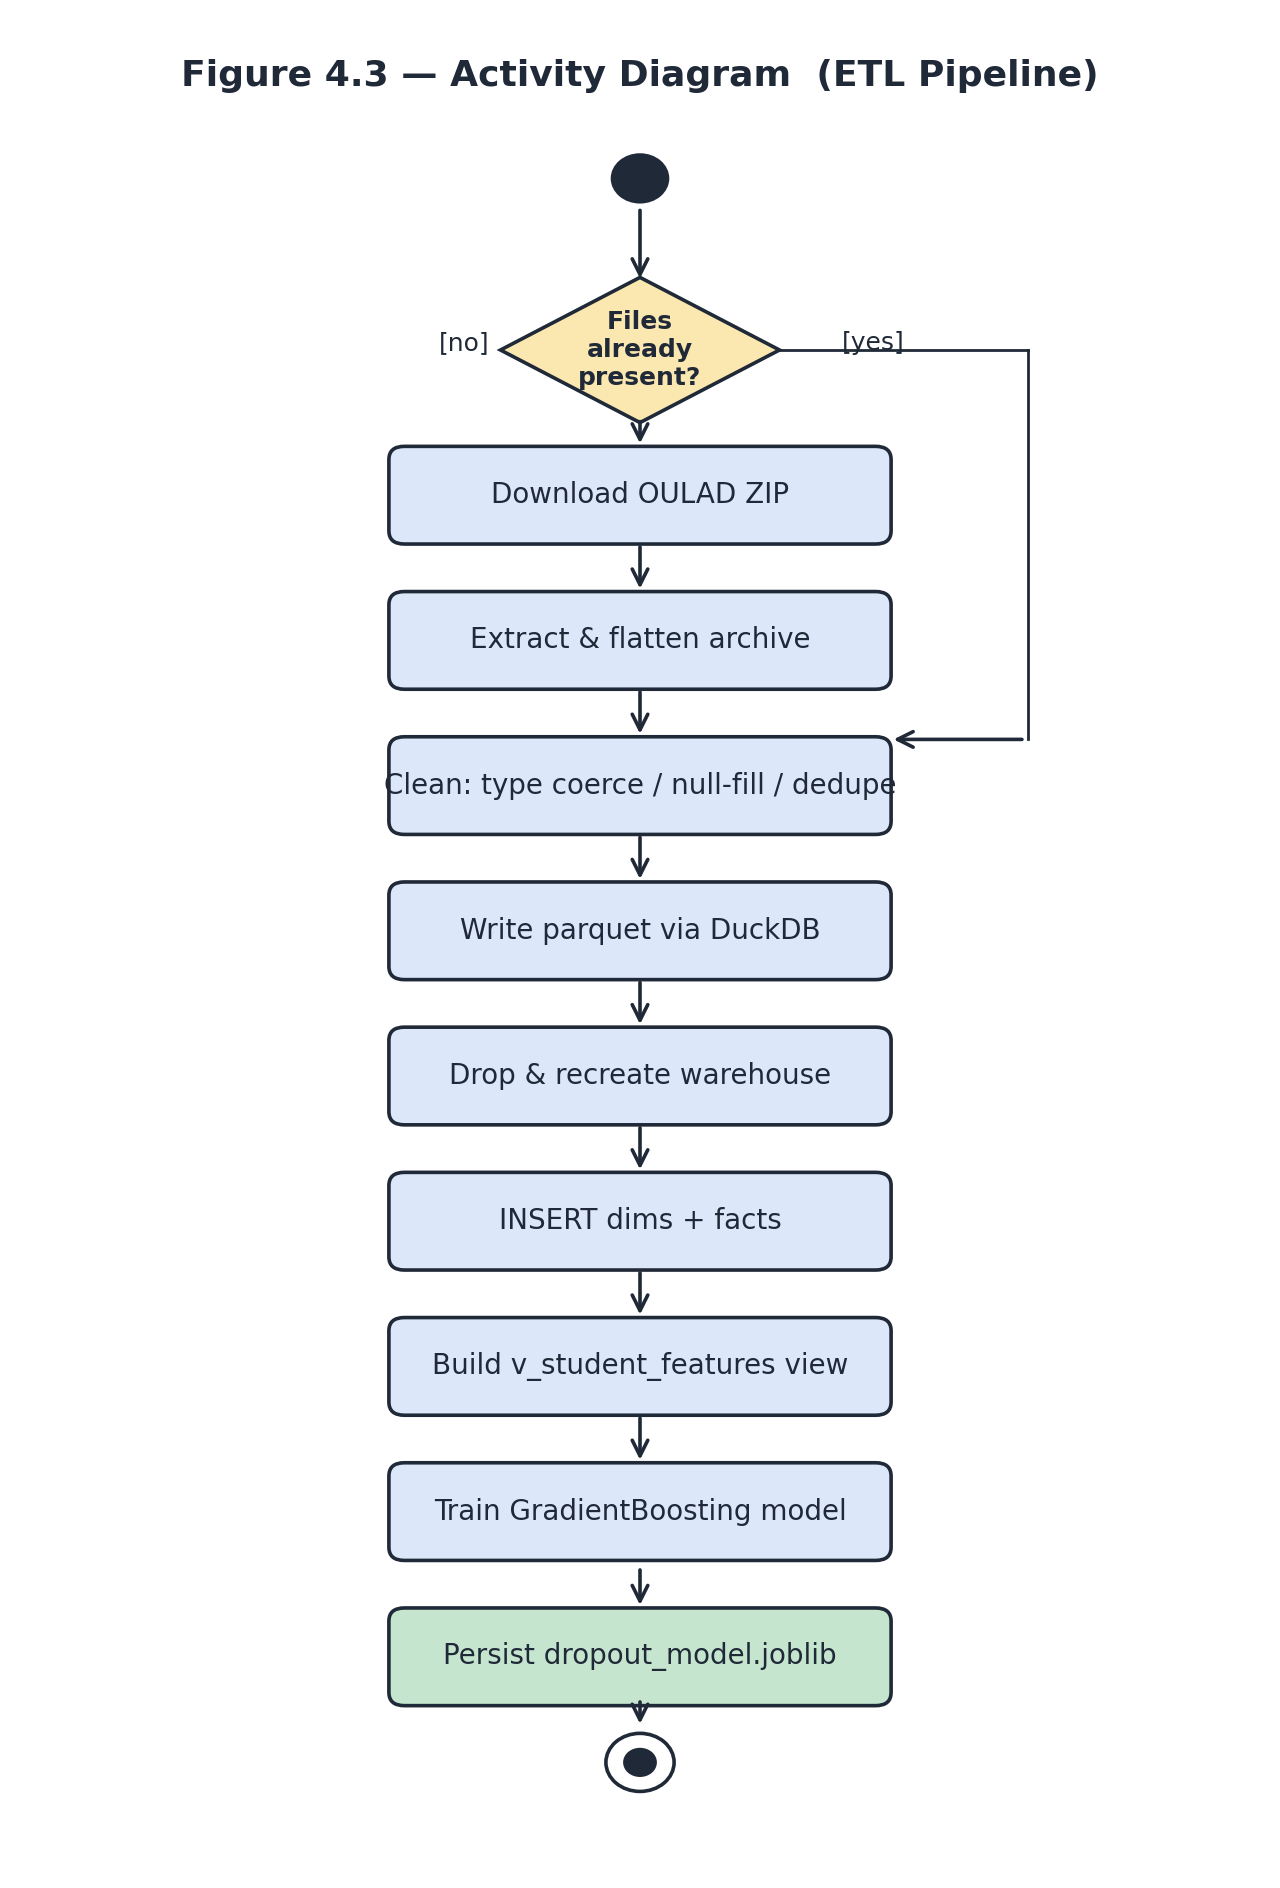 Figure 4.3 — Activity Diagram  (ETL Pipeline)
Files
already
present?
[no]
[yes]
Download OULAD ZIP
Extract & flatten archive
Clean: type coerce / null-fill / dedupe
Write parquet via DuckDB
Drop & recreate warehouse
INSERT dims + facts
Build v_student_features view
Train GradientBoosting model
Persist dropout_model.joblib